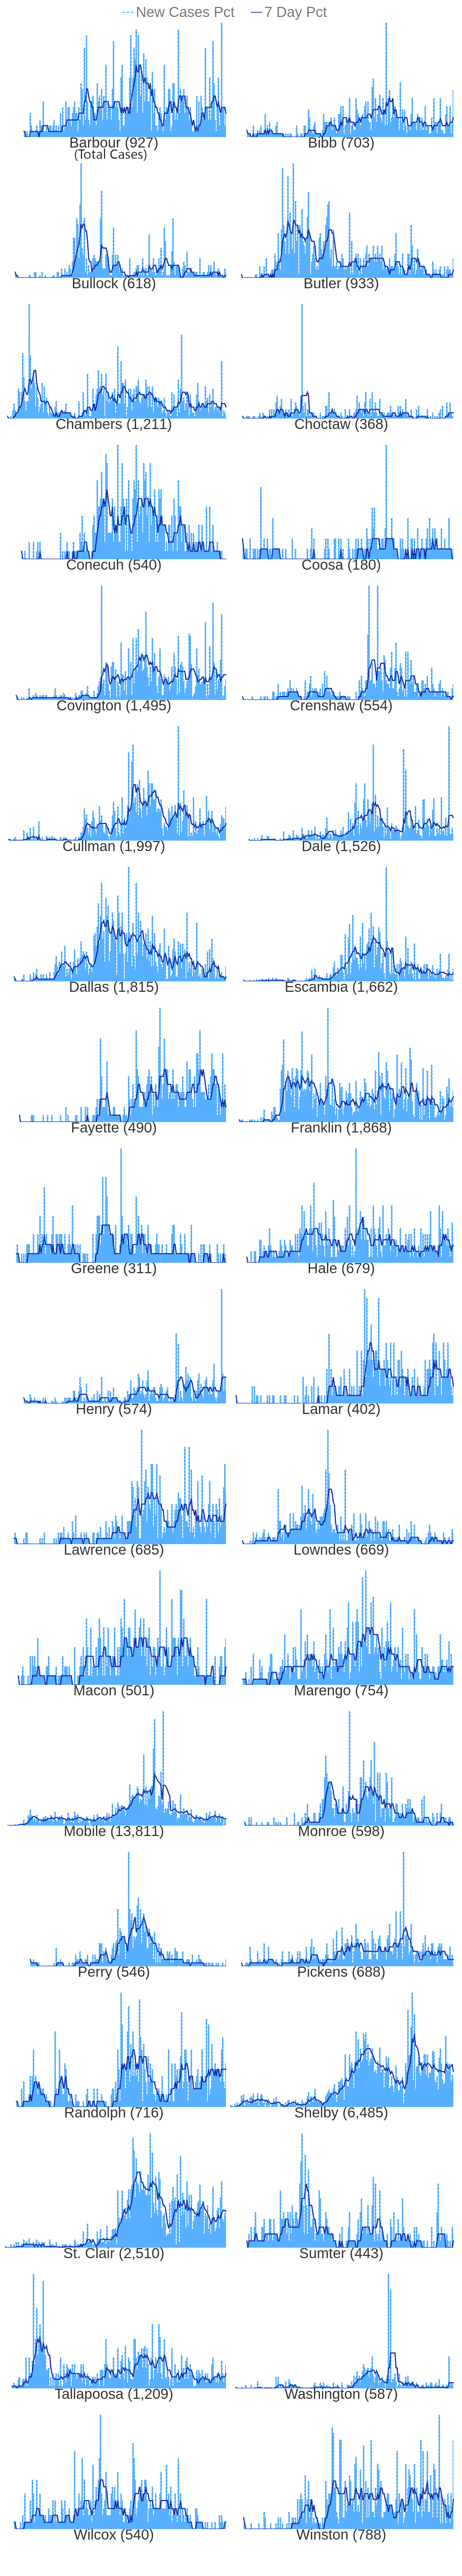 New Cases Pct 7 Day Pct
Barbour (927) Bibb (703)
(Total Cases)
Bullock (618) Butler (933)
Chambers (1,211) Choctaw (368)
Conecuh (540) Coosa (180)
Covington (1,495) Crenshaw (554)
Cullman (1,997) Dale (1,526)
Dallas (1,815) Escambia (1,662)
Fayette (490) Franklin (1,868)
Greene (311) Hale (679)
Henry (574) Lamar (402)
Lawrence (685) Lowndes (669)
Macon (501) Marengo (754)
Mobile (13,811) Monroe (598)
Perry (546) Pickens (688)
Randolph (716) Shelby (6,485)
St. Clair (2,510) Sumter (443)
Tallapoosa (1,209) Washington (587)
Wilcox (540) Winston (788)